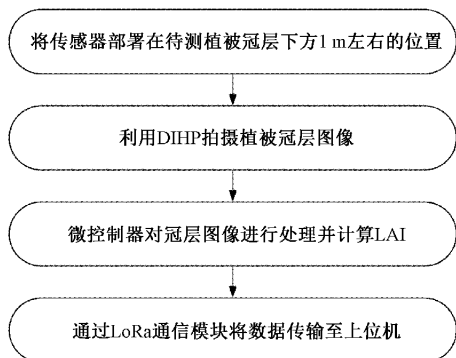 将传感器部署在待测植被冠层下方1 m左右的位置
利用DIHP拍摄植被冠层图像
微控制器对冠层图像进行处理并计算LAI
通过LoRa通信模块将数据传输至上位机